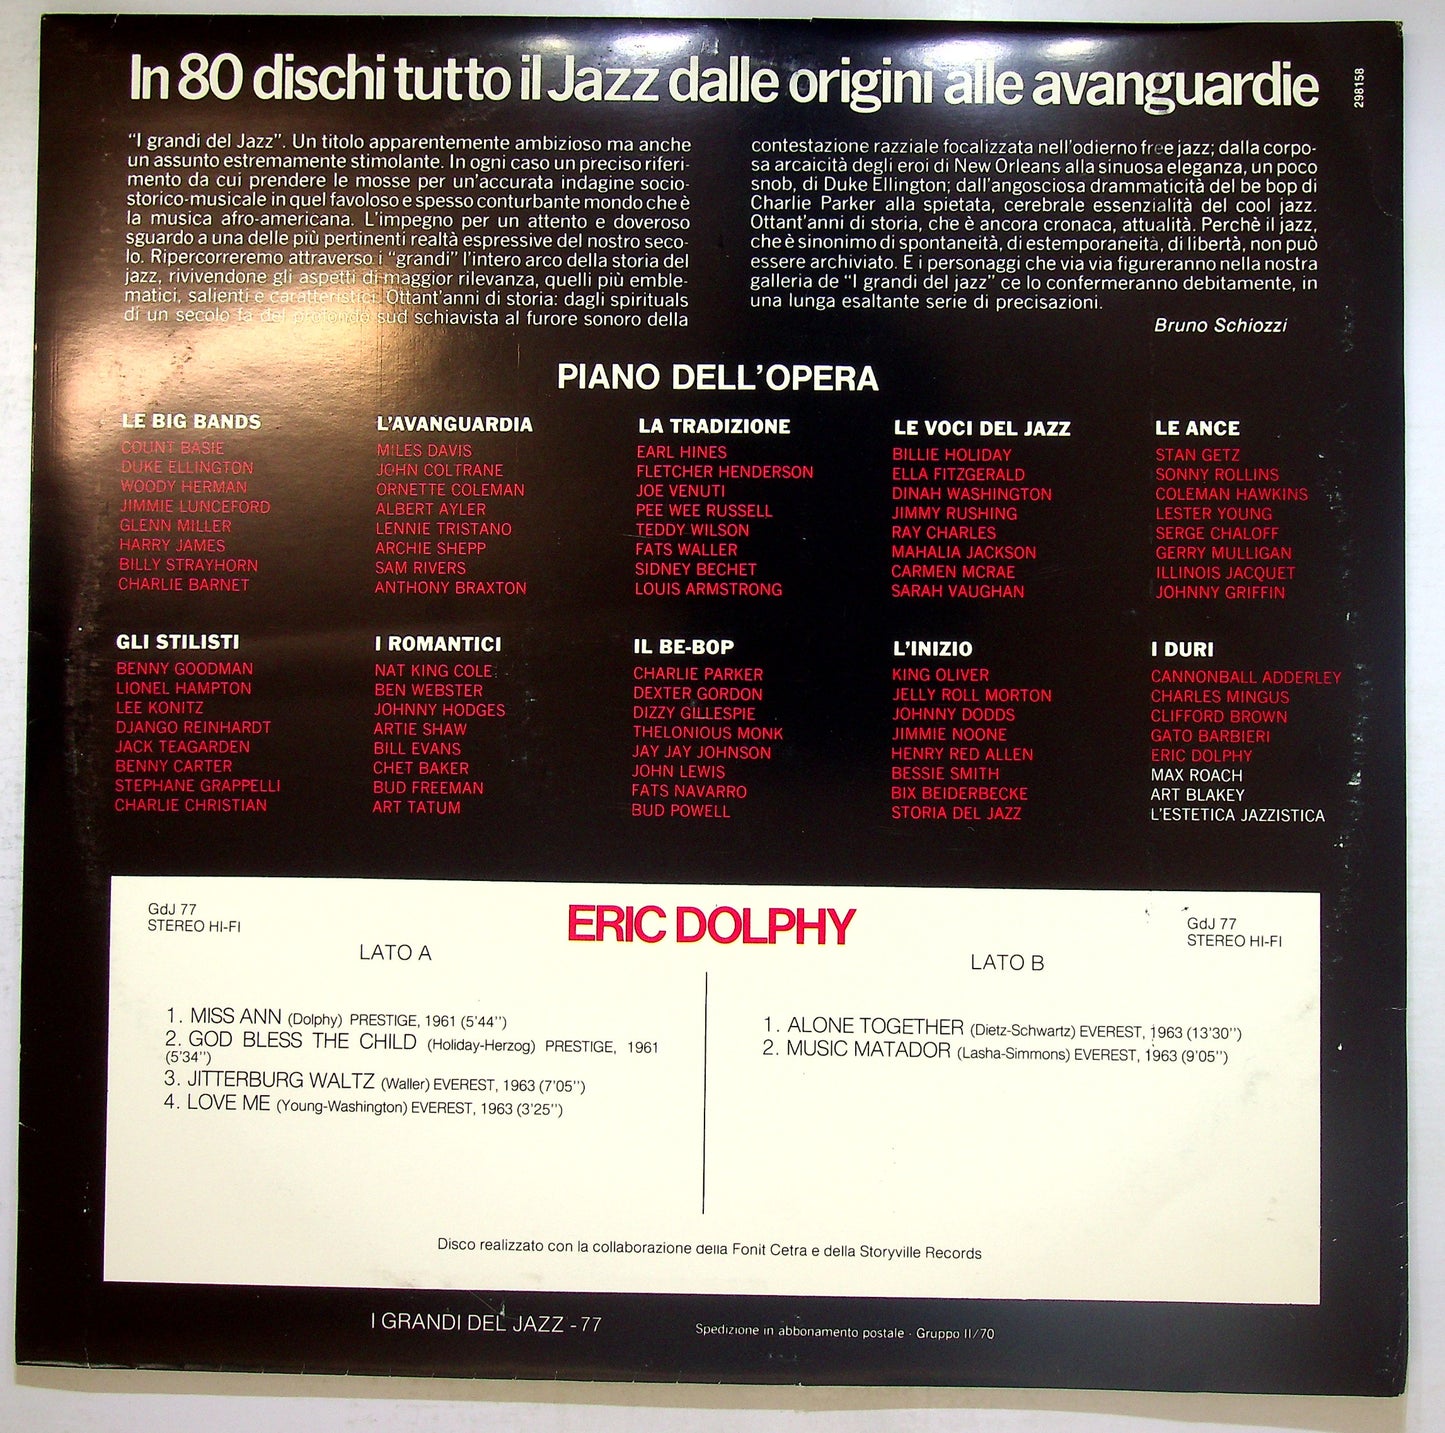 In 80 dischi tutto il Jazz dalle origini alle avanguardie
298158
“I grandi del Jazz”. Un titolo apparentemente ambizioso ma anche
un assunto estremamente stimolante. In ogni caso un preciso riferi-
mento da cui prendere le mosse per un'accurata indagine socio-
storico-musicale in quel favoloso e spesso conturbante mondo che è
la musica afro-americana. L'impegno per un attento e doveroso
sguardo a una delle più pertinenti realtà espressive del nostro seco-
lo. Ripercorreremo attraverso i “grandi” l'intero arco della storia del
jazz, rivivendone gli aspetti di maggior rilevanza, quelli più emble-
matici, salienti e caratteristici. Ottant'anni di storia: dagli spirituals
di un secolo fa del profondo sud schiavista al furore sonoro della
contestazione razziale focalizzata nell'odierno free jazz; dalla corpo-
sa arcaicità degli eroi di New Orleans alla sinuosa eleganza, un poco
snob, di Duke Ellington; dall'angosciosa drammaticità del be bop di
Charlie Parker alla spietata, cerebrale essenzialità del cool jazz.
Ottant'anni di storia, che è ancora cronaca, attualità. Perchè il jazz,
che è sinonimo di spontaneità, di estemporaneità, di libertà, non può
essere archiviato. E i personaggi che via via figureranno nella nostra
galleria de “I grandi del jazz” ce lo confermeranno debitamente, in
una lunga esaltante serie di precisazioni.
Bruno Schiozzi
PIANO DELL'OPERA
LE BIG BANDS
COUNT BASIE
DUKE ELLINGTON
WOODY HERMAN
JIMMIE LUNCEFORD
GLENN MILLER
HARRY JAMES
BILLY STRAYHORN
CHARLIE BARNET
L'AVANGUARDIA
MILES DAVIS
JOHN COLTRANE
ORNETTE COLEMAN
ALBERT AYLER
LENNIE TRISTANO
ARCHIE SHEPP
SAM RIVERS
ANTHONY BRAXTON
LA TRADIZIONE
EARL HINES
FLETCHER HENDERSON
JOE VENUTI
PEE WEE RUSSELL
TEDDY WILSON
FATS WALLER
SIDNEY BECHET
LOUIS ARMSTRONG
LE VOCI DEL JAZZ
BILLIE HOLIDAY
ELLA FITZGERALD
DINAH WASHINGTON
JIMMY RUSHING
RAY CHARLES
MAHALIA JACKSON
CARMEN MCRAE
SARAH VAUGHAN
LE ANCE
STAN GETZ
SONNY ROLLINS
COLEMAN HAWKINS
LESTER YOUNG
SERGE CHALOFF
GERRY MULLIGAN
ILLINOIS JACQUET
JOHNNY GRIFFIN
GLI STILISTI
BENNY GOODMAN
LIONEL HAMPTON
LEE KONITZ
DJANGO REINHARDT
JACK TEAGARDEN
BENNY CARTER
STEPHANE GRAPPELLI
CHARLIE CHRISTIAN
I ROMANTICI
NAT KING COLE
BEN WEBSTER
JOHNNY HODGES
ARTIE SHAW
BILL EVANS
CHET BAKER
BUD FREEMAN
ART TATUM
IL BE-BOP
CHARLIE PARKER
DEXTER GORDON
DIZZY GILLESPIE
THELONIOUS MONK
JAY JAY JOHNSON
JOHN LEWIS
FATS NAVARRO
BUD POWELL
L'INIZIO
KING OLIVER
JELLY ROLL MORTON
JOHNNY DODDS
JIMMIE NOONE
HENRY RED ALLEN
BESSIE SMITH
BIX BEIDERBECKE
STORIA DEL JAZZ
I DURI
CANNONBALL ADDERLEY
CHARLES MINGUS
CLIFFORD BROWN
GATO BARBIERI
ERIC DOLPHY
MAX ROACH
ART BLAKEY
L'ESTETICA JAZZISTICA
GdJ 77
STEREO HI-FI
ERIC DOLPHY
GdJ 77
STEREO HI-FI
LATO A
1. MISS ANN (Dolphy) PRESTIGE, 1961 (5'44'')
2. GOD BLESS THE CHILD (Holiday-Herzog) PRESTIGE, 1961
(5'34'')
3. JITTERBURG WALTZ (Waller) EVEREST, 1963 (7'05'')
4. LOVE ME (Young-Washington) EVEREST, 1963 (3'25'')
LATO B
1. ALONE TOGETHER (Dietz-Schwartz) EVEREST, 1963 (13'30'')
2. MUSIC MATADOR (Lasha-Simmons) EVEREST, 1963 (9'05'')
Disco realizzato con la collaborazione della Fonit Cetra e della Storyville Records
I GRANDI DEL JAZZ - 77
Spedizione in abbonamento postale - Gruppo II/70